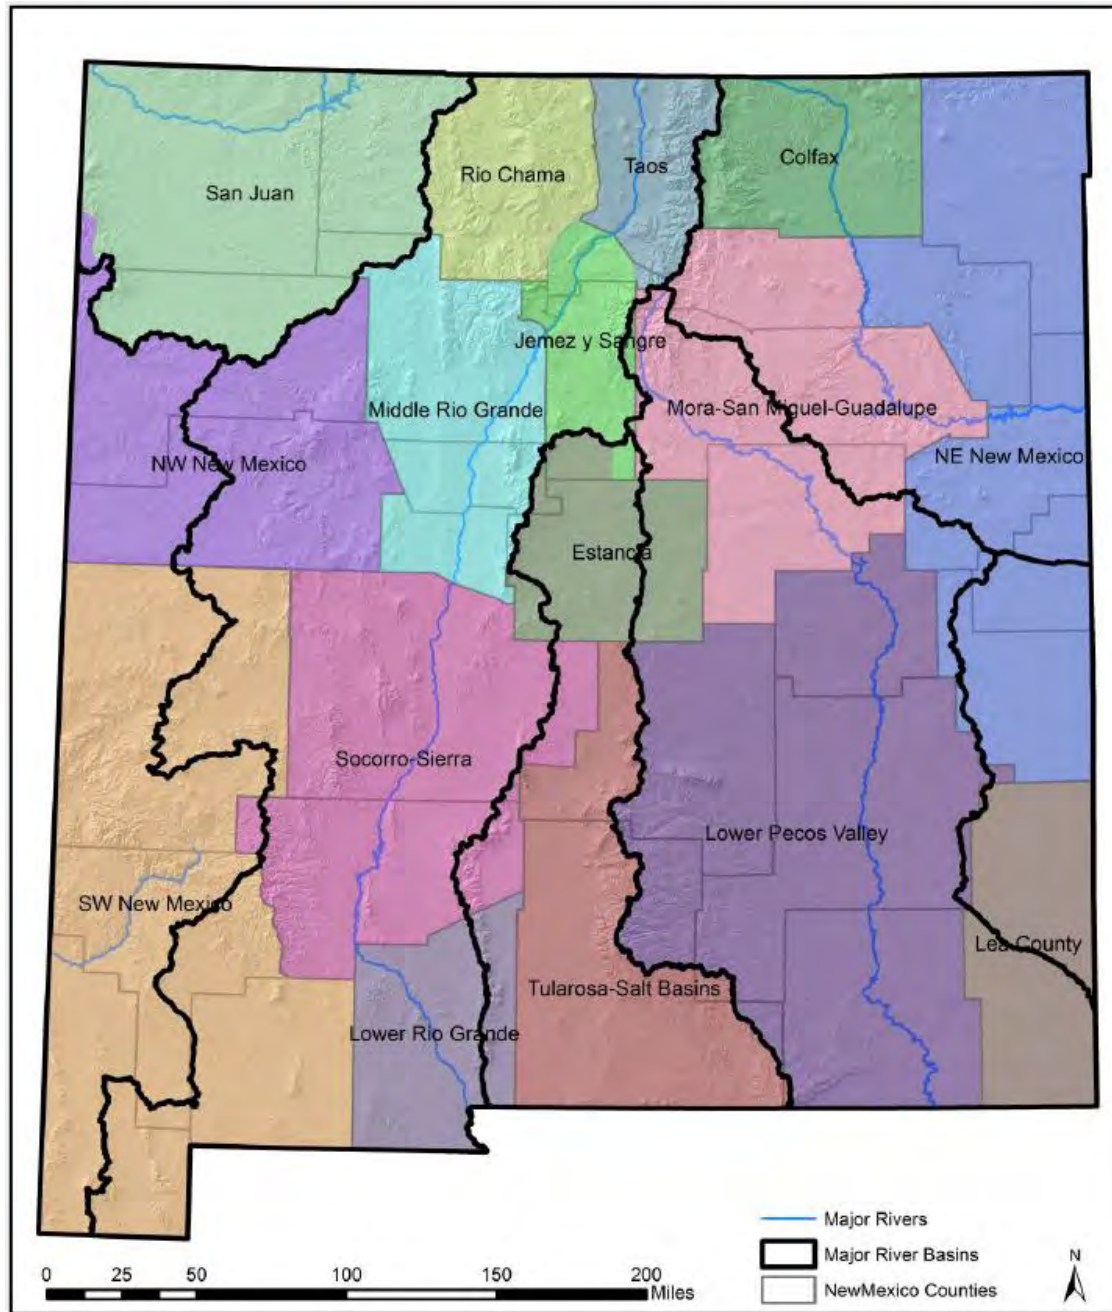 Rio Chama
Taos
Colfax
San Juan
Jemez y Sangre
Middle Rio Grande
Mora-San Miguel-Guadalupe
NW New Mexico
NE New Mexico
Estancia
Socorro-Sierra
Lower Pecos Valley
SW New Mexico
Lea County
Tularosa-Salt Basins
Lower Rio Grande
Major Rivers
Major River Basins
NewMexico Counties
N
0 25 50 100 150 200
Miles